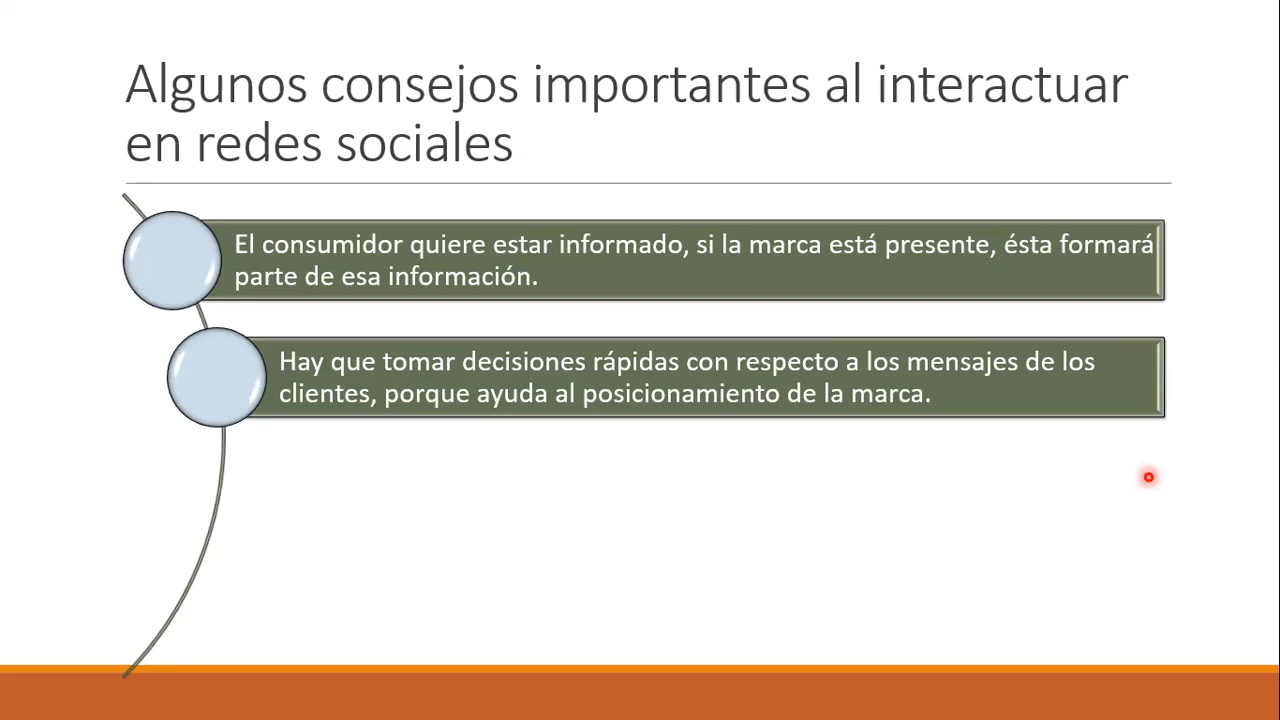 Algunos consejos importantes al interactuar
en redes sociales
El consumidor quiere estar informado, si la marca está presente, ésta formará
parte de esa información.
Hay que tomar decisiones rápidas con respecto a los mensajes de los
clientes, porque ayuda al posicionamiento de la marca.